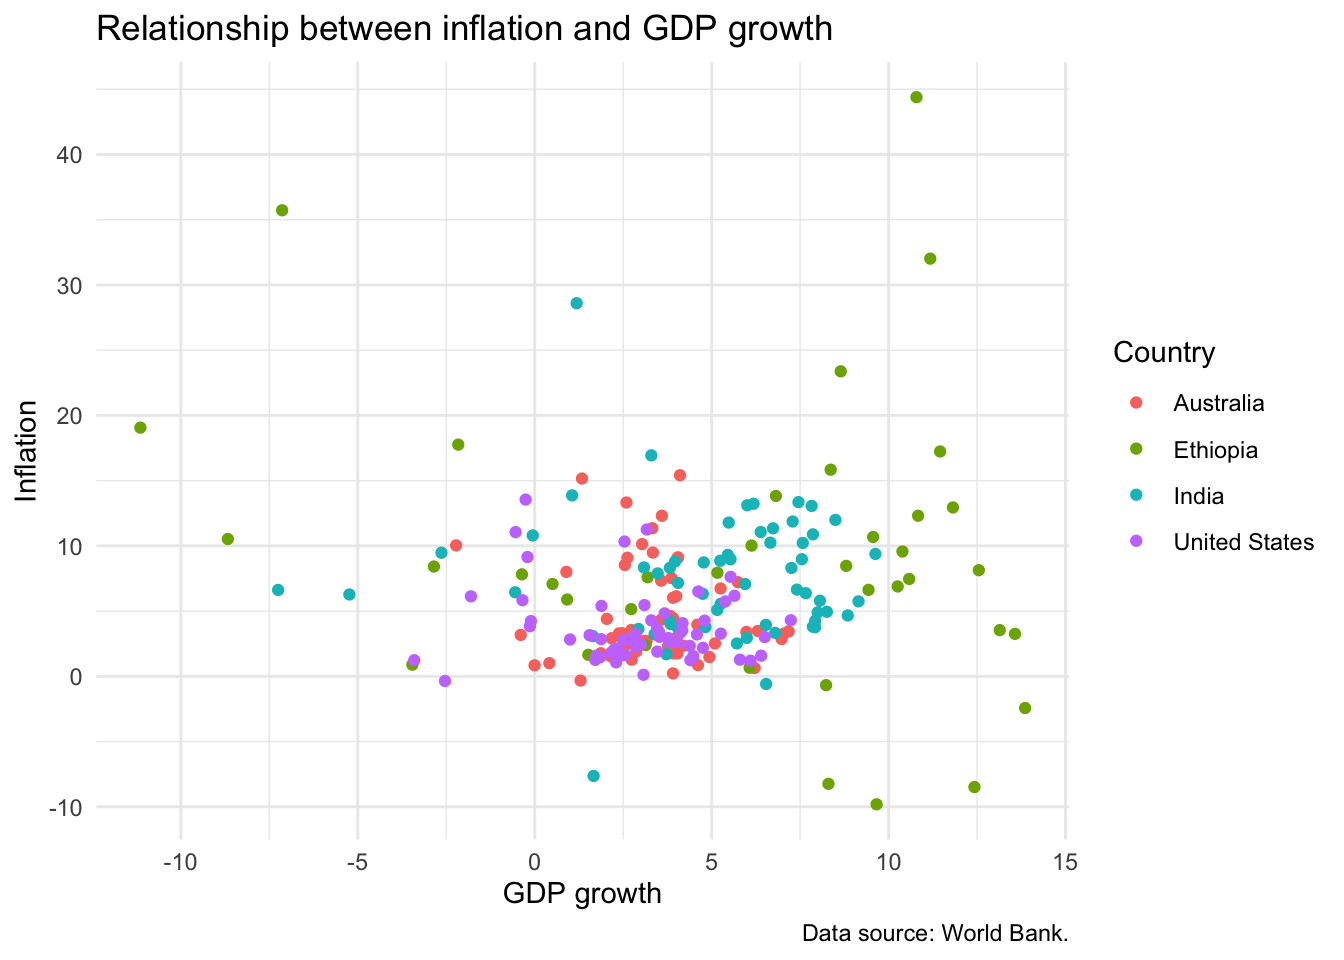 Relationship between inflation and GDP growth
40
30
20
10
0
-10
Inflation
-10 -5 0 5 10 15
GDP growth
Country
Australia
Ethiopia
India
United States
Data source: World Bank.